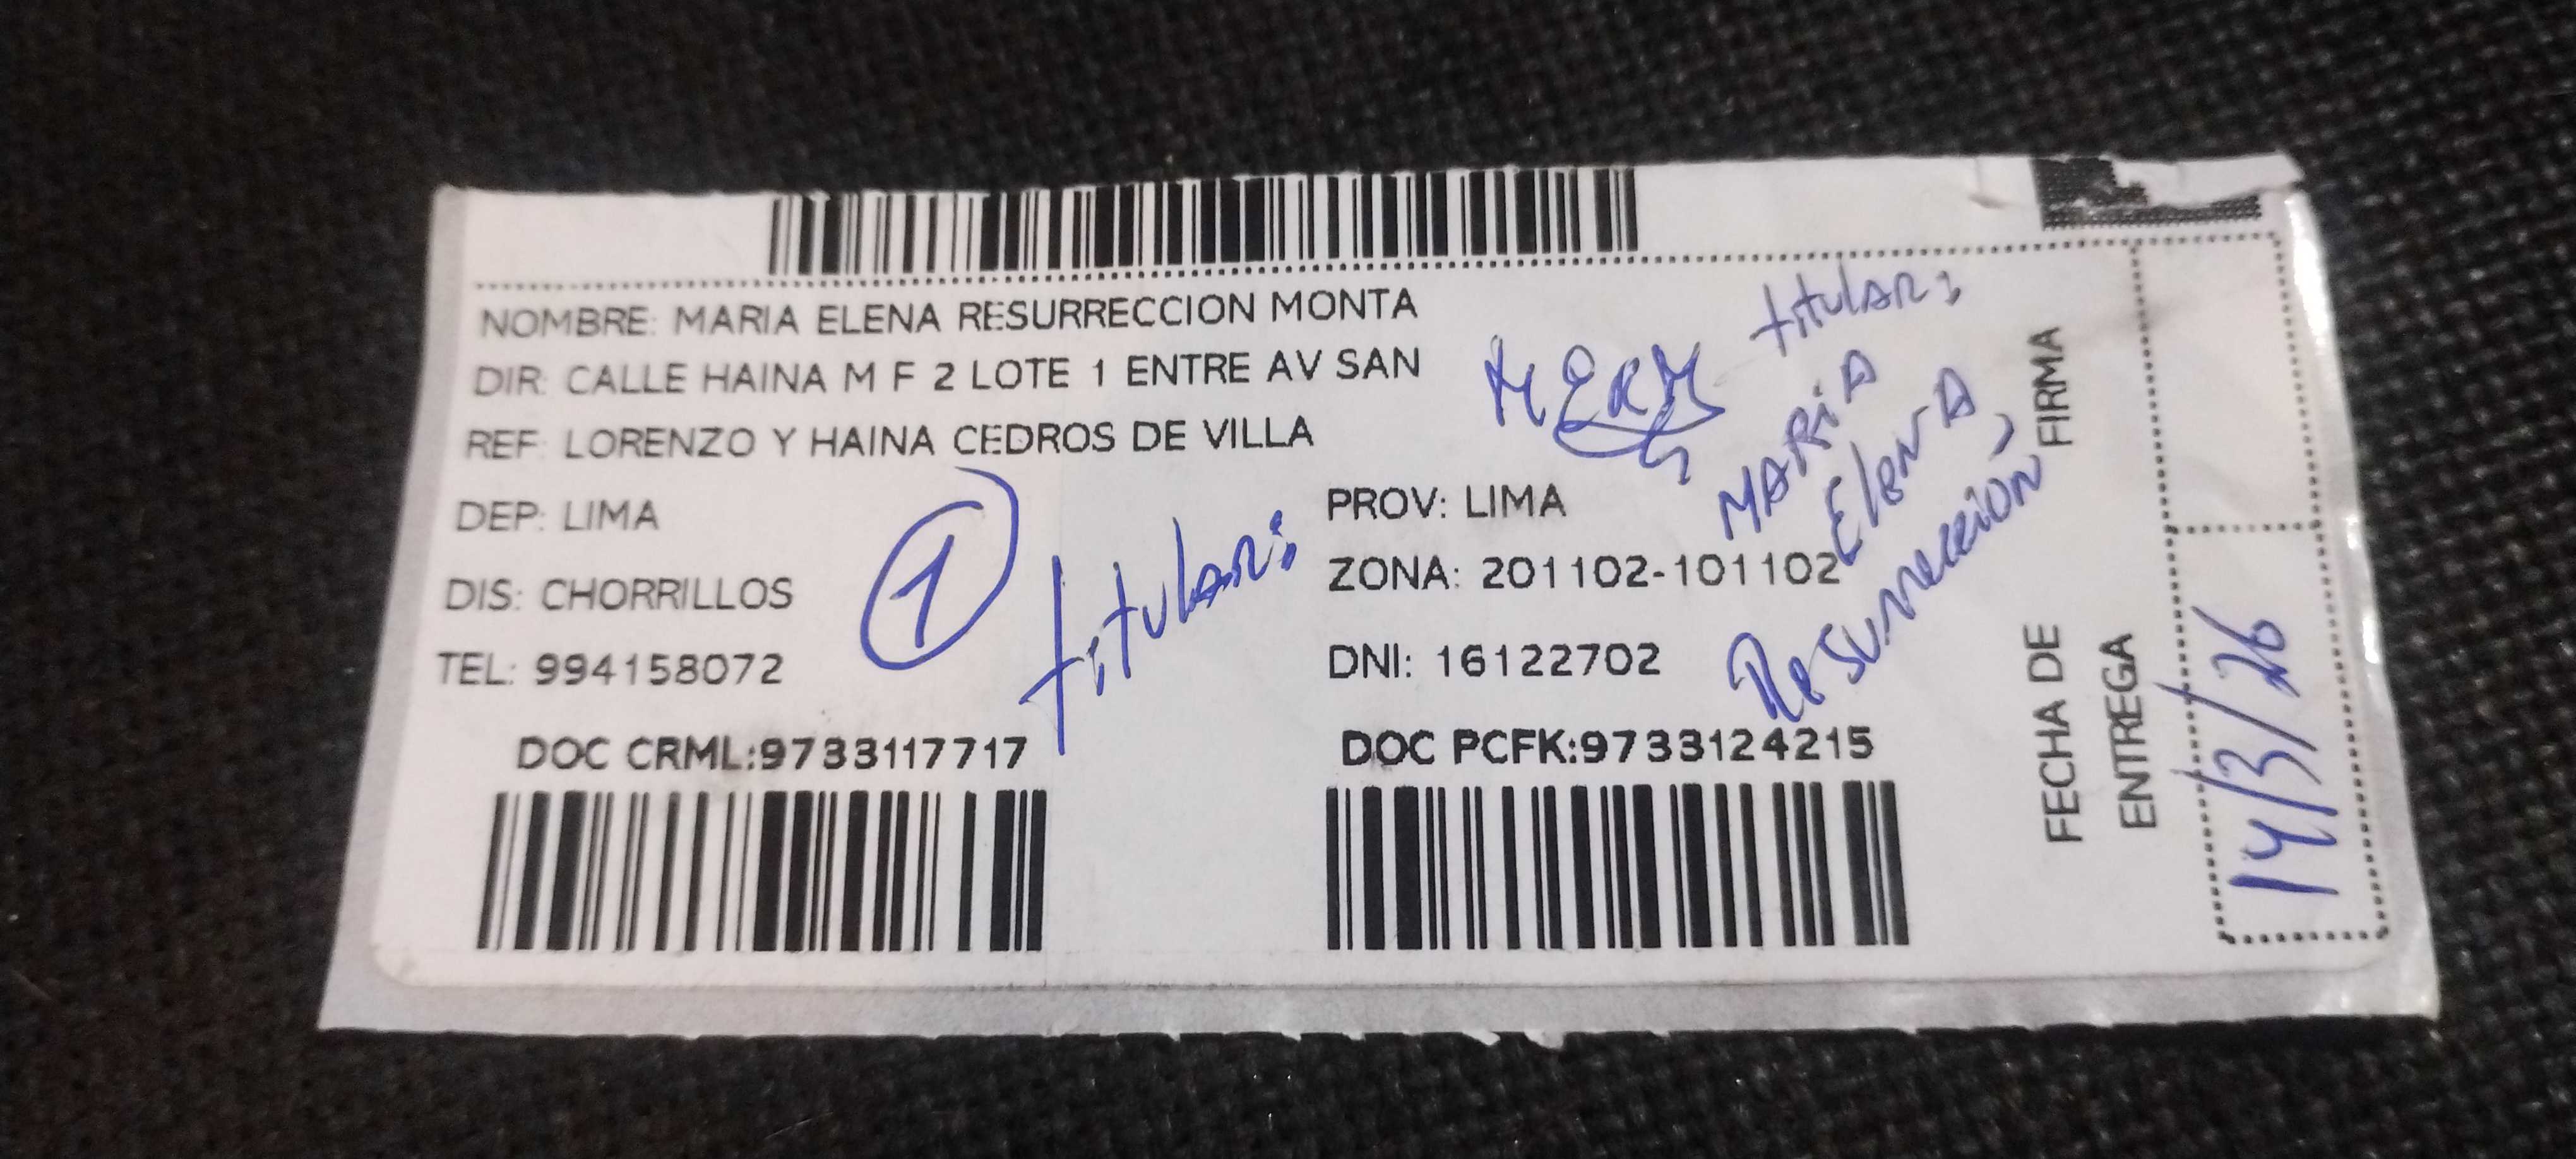 NOMBRE: MARIA ELENA RESURRECCION MONTA
DIR: CALLE HAINA M F 2 LOTE 1 ENTRE AV SAN
REF: LORENZO Y HAINA CEDROS DE VILLA
DEP: LIMA
PROV: LIMA
DIS: CHORRILLOS
ZONA: 201102-101102
TEL: 994158072
DNI: 16122702
DOC CRML:9733117717
DOC PCFK:9733124215
1
titular:
MERM
titular:
MARIA
Elena
Resurrección
FIRMA
FECHA DE
ENTREGA
14/3/26